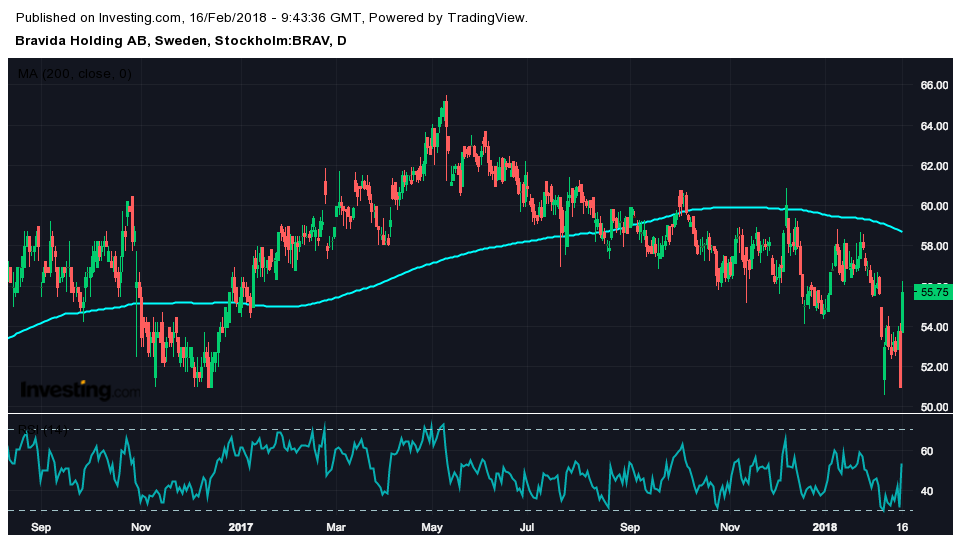 Published on Investing.com, 16/Feb/2018 - 9:43:36 GMT, Powered by TradingView.
Bravida Holding AB, Sweden, Stockholm:BRAV, D
MA (200, close, 0)
66.00
64.00
62.00
60.00
58.00
55.75
54.00
52.00
50.00
Investing.com
RSI (14)
60
40
Sep Nov 2017 Mar May Jul Sep Nov 2018 16